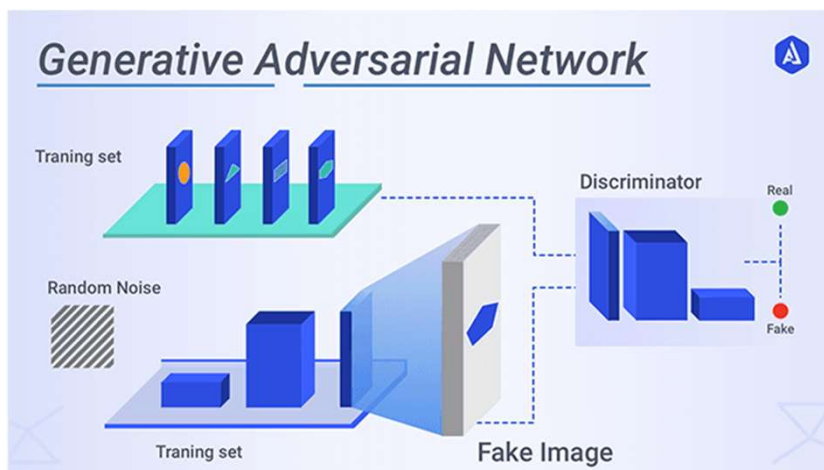 Generative Adversarial Network
Traning set
Discriminator
Real
Random Noise
Fake
Traning set
Fake Image